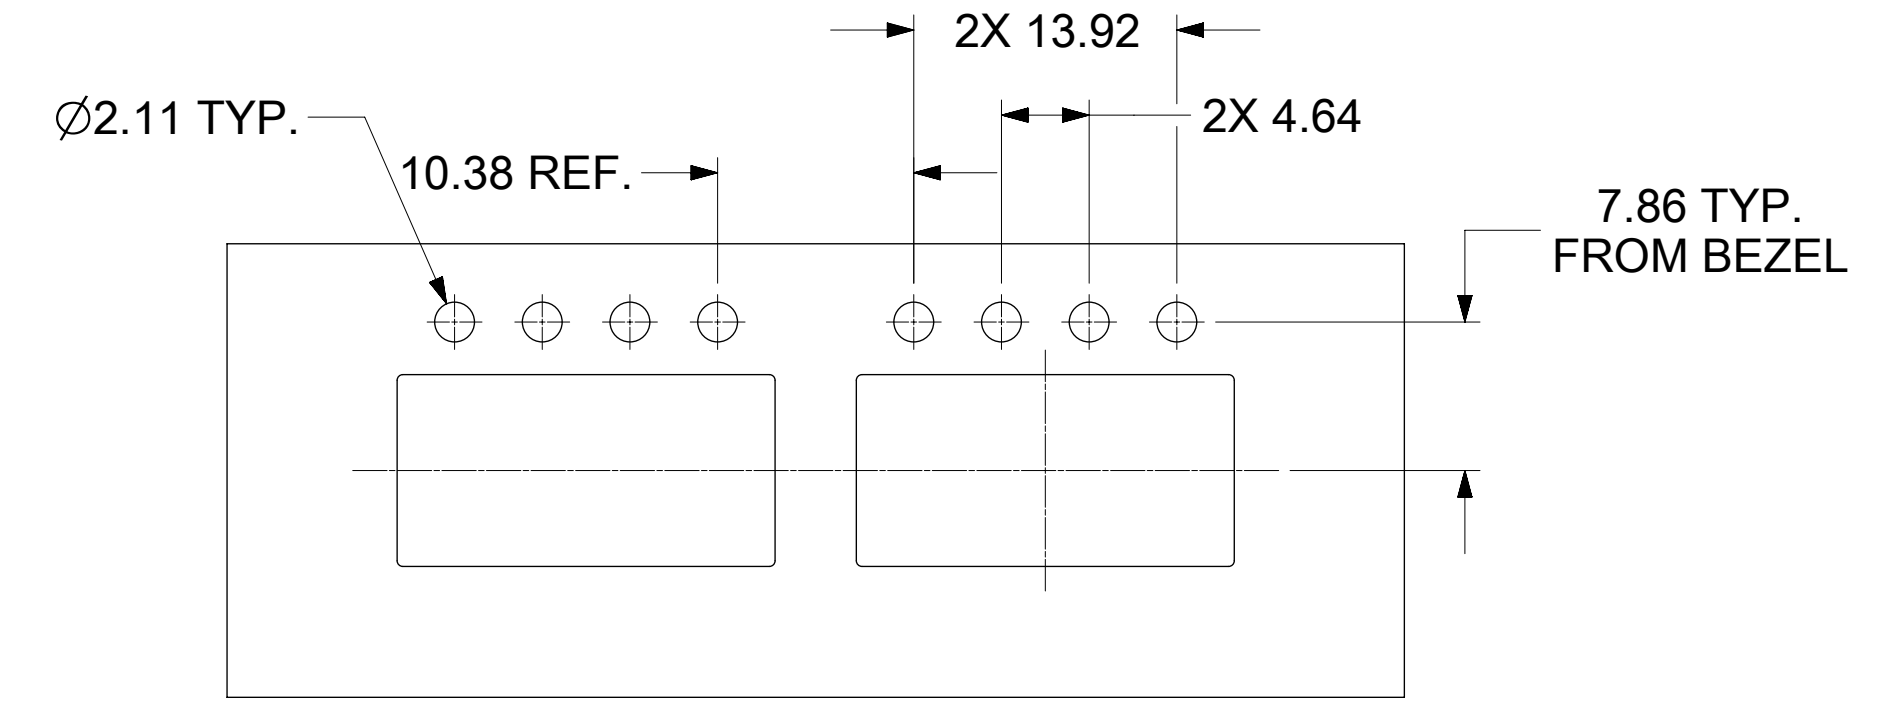 2X 13.92
2X 4.64
∅2.11 TYP.
10.38 REF.
7.86 TYP.
FROM BEZEL